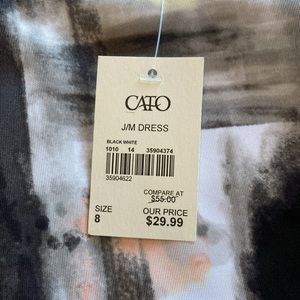 CATO
J/M DRESS
BLACK WHITE
1010 14 35904374
35904622
COMPARE AT
$55.00
SIZE OUR PRICE
8 $29.99